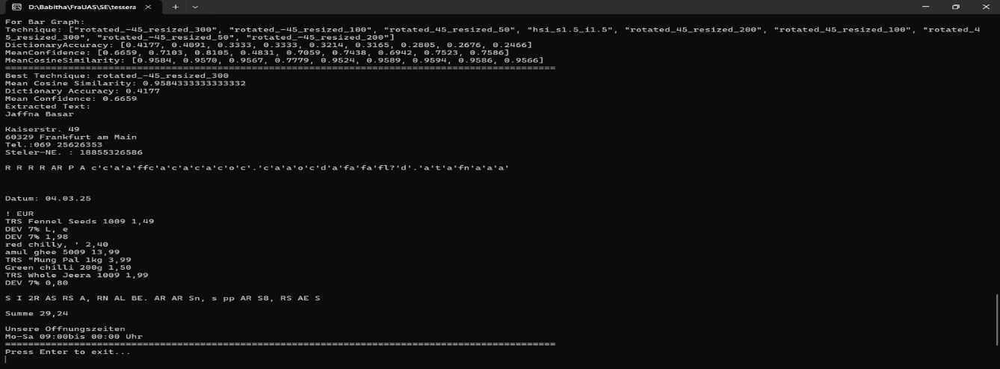 D:\Babitha\FraUAS\SE\tessera
For Bar Graph:
Technique: ["rotated_-45_resized_300", "rotated_-45_resized_100", "rotated_45_resized_50", "hsi_s1.5_i1.5", "rotated_45_resized_200", "rotated_45_resized_100", "rotated_4
5_resized_300", "rotated_-45_resized_50", "rotated_-45_resized_200"]
DictionaryAccuracy: [0.4177, 0.4091, 0.3333, 0.3333, 0.3214, 0.3165, 0.2805, 0.2676, 0.2466]
MeanConfidence: [0.6659, 0.7103, 0.8105, 0.4831, 0.7059, 0.7438, 0.6942, 0.7523, 0.7586]
MeanCosineSimilarity: [0.9584, 0.9570, 0.9567, 0.7779, 0.9524, 0.9589, 0.9594, 0.9586, 0.9566]
=================================================================================================
Best Technique: rotated_-45_resized_300
Mean Cosine Similarity: 0.9584333333333332
Dictionary Accuracy: 0.4177
Mean Confidence: 0.6659
Extracted Text:
Jaffna Basar
Kaiserstr. 49
60329 Frankfurt am Main
Tel.:069 25626353
Steler-NE. : 18855326586
R R R R AR P A c'c'a'a'ffc'a'c'a'c'a'c'o'c'.'c'a'a'o'c'd'a'fa'fa'fl?'d'.'a't'a'fn'a'a'a'
Datum: 04.03.25
! EUR
TRS Fennel Seeds 1009 1,49
DEV 7% L, e
DEV 7% 1,98
red chilly, ' 2,40
amul ghee 5009 13,99
TRS "Mung Pal 1kg 3,99
Green chilli 200g 1,50
TRS Whole Jeera 1009 1,99
DEV 7% 0,80
S I 2R AS RS A, RN AL BE. AR AR Sn, s pp AR S8, RS AE S
Summe 29,24
Unsere Offnungszeiten
Mo-Sa 09:00bis 00:00 Uhr
=================================================================================================
Press Enter to exit...